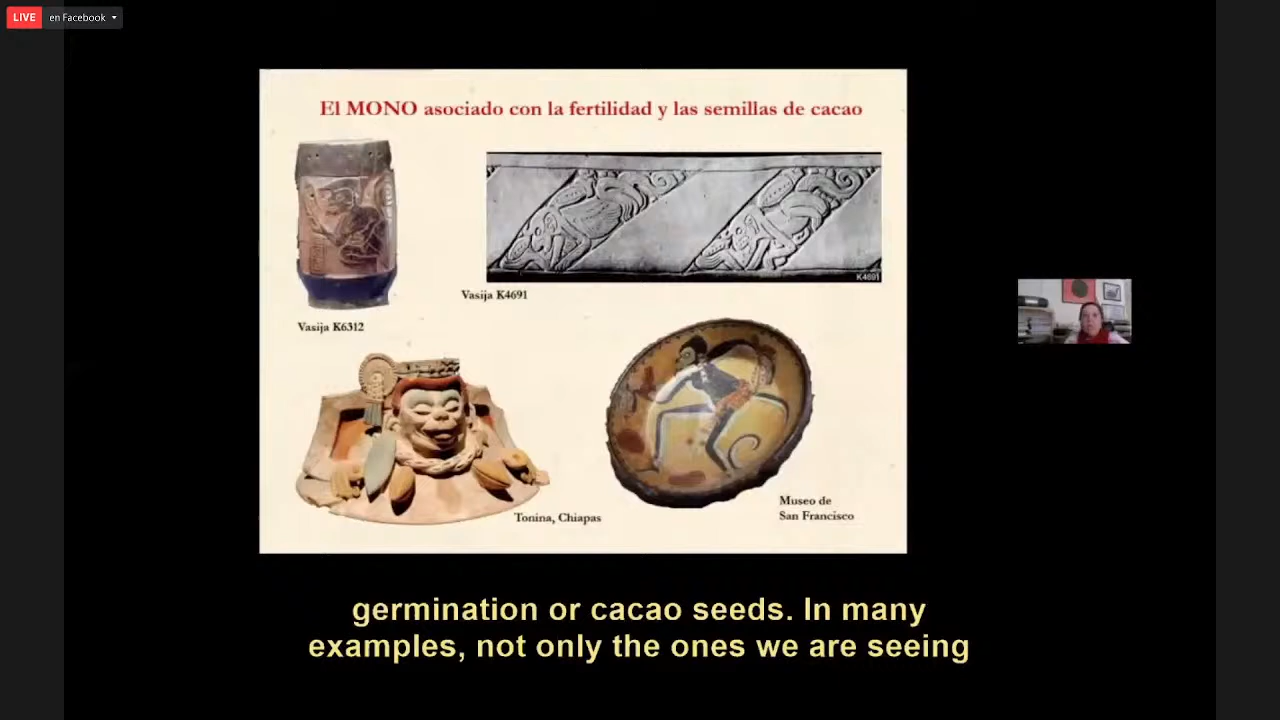 LIVE en Facebook
El MONO asociado con la fertilidad y las semillas de cacao
K4691
Vasija K4691
Vasija K6312
Museo de
San Francisco
Tonina, Chiapas
germination or cacao seeds. In many
examples, not only the ones we are seeing